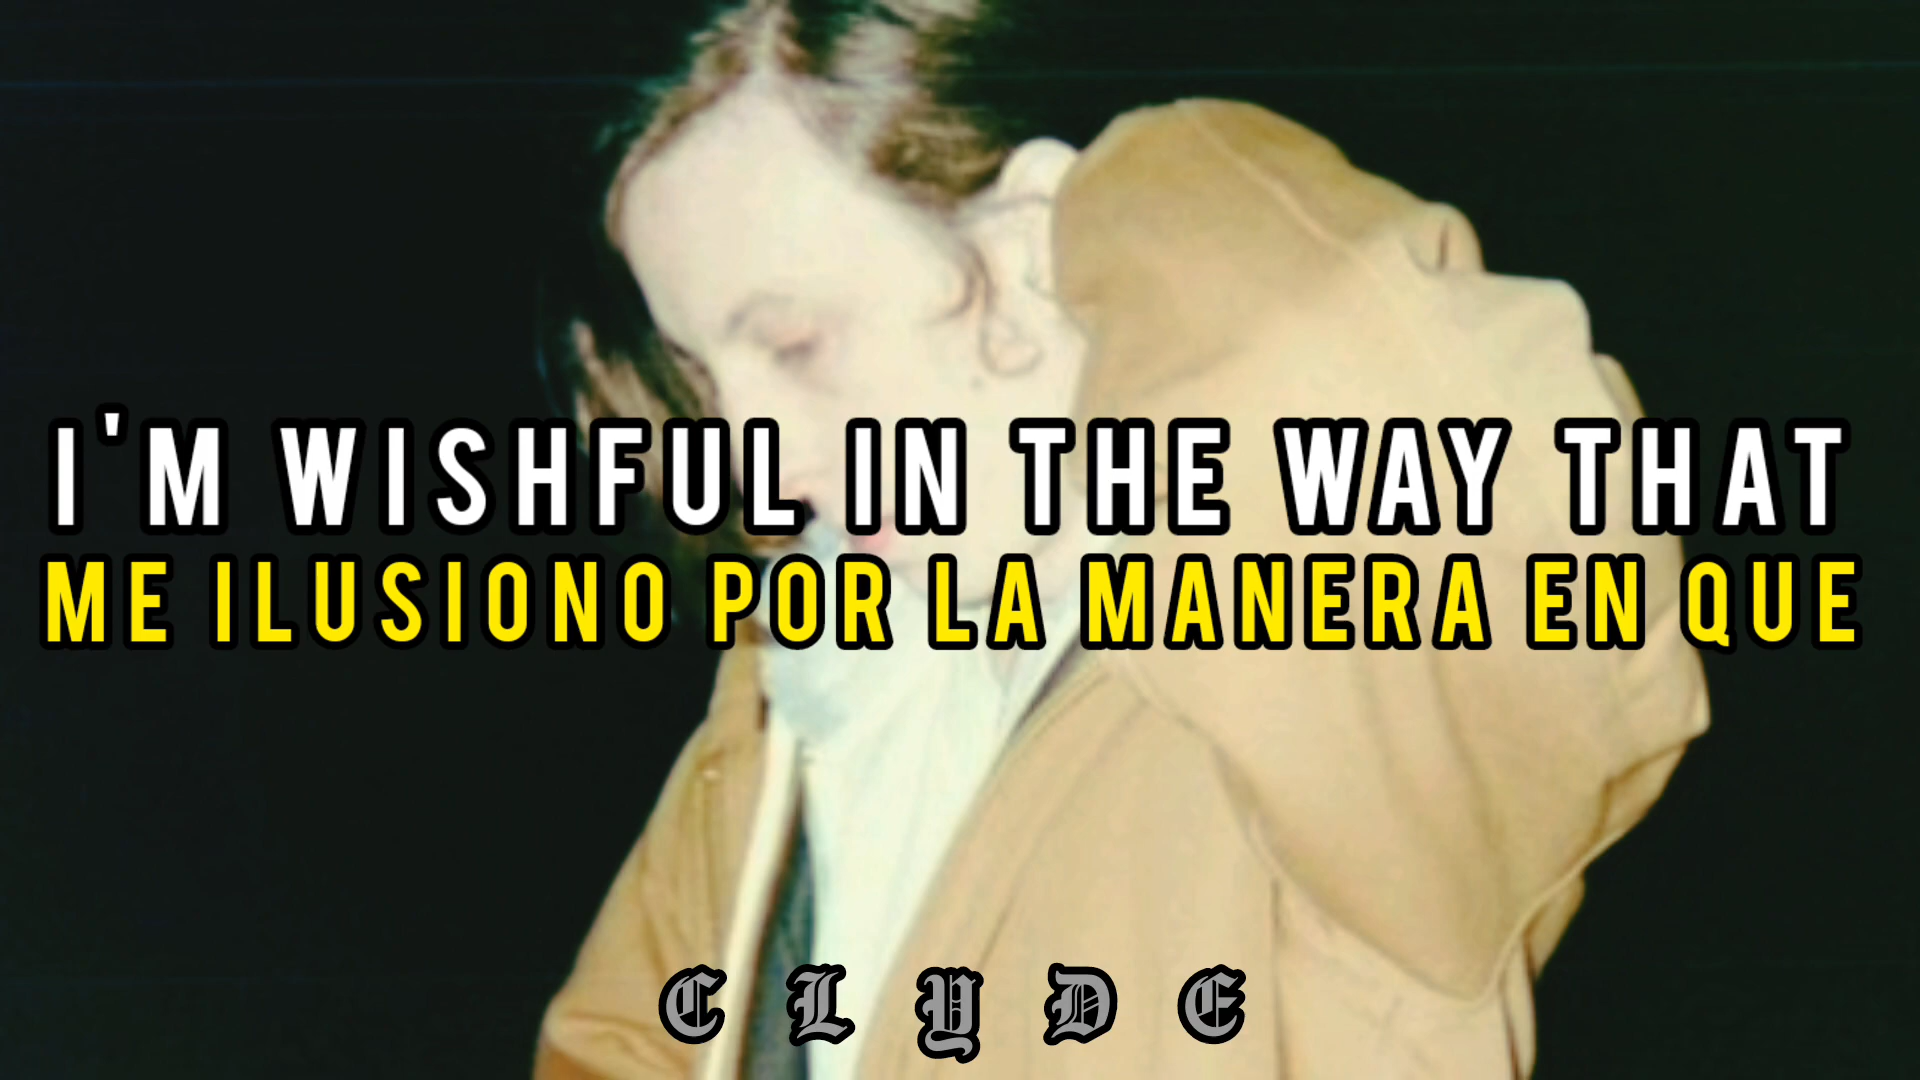 I'M WISHFUL IN THE WAY THAT
ME ILUSIONO POR LA MANERA EN QUE
CLYDE